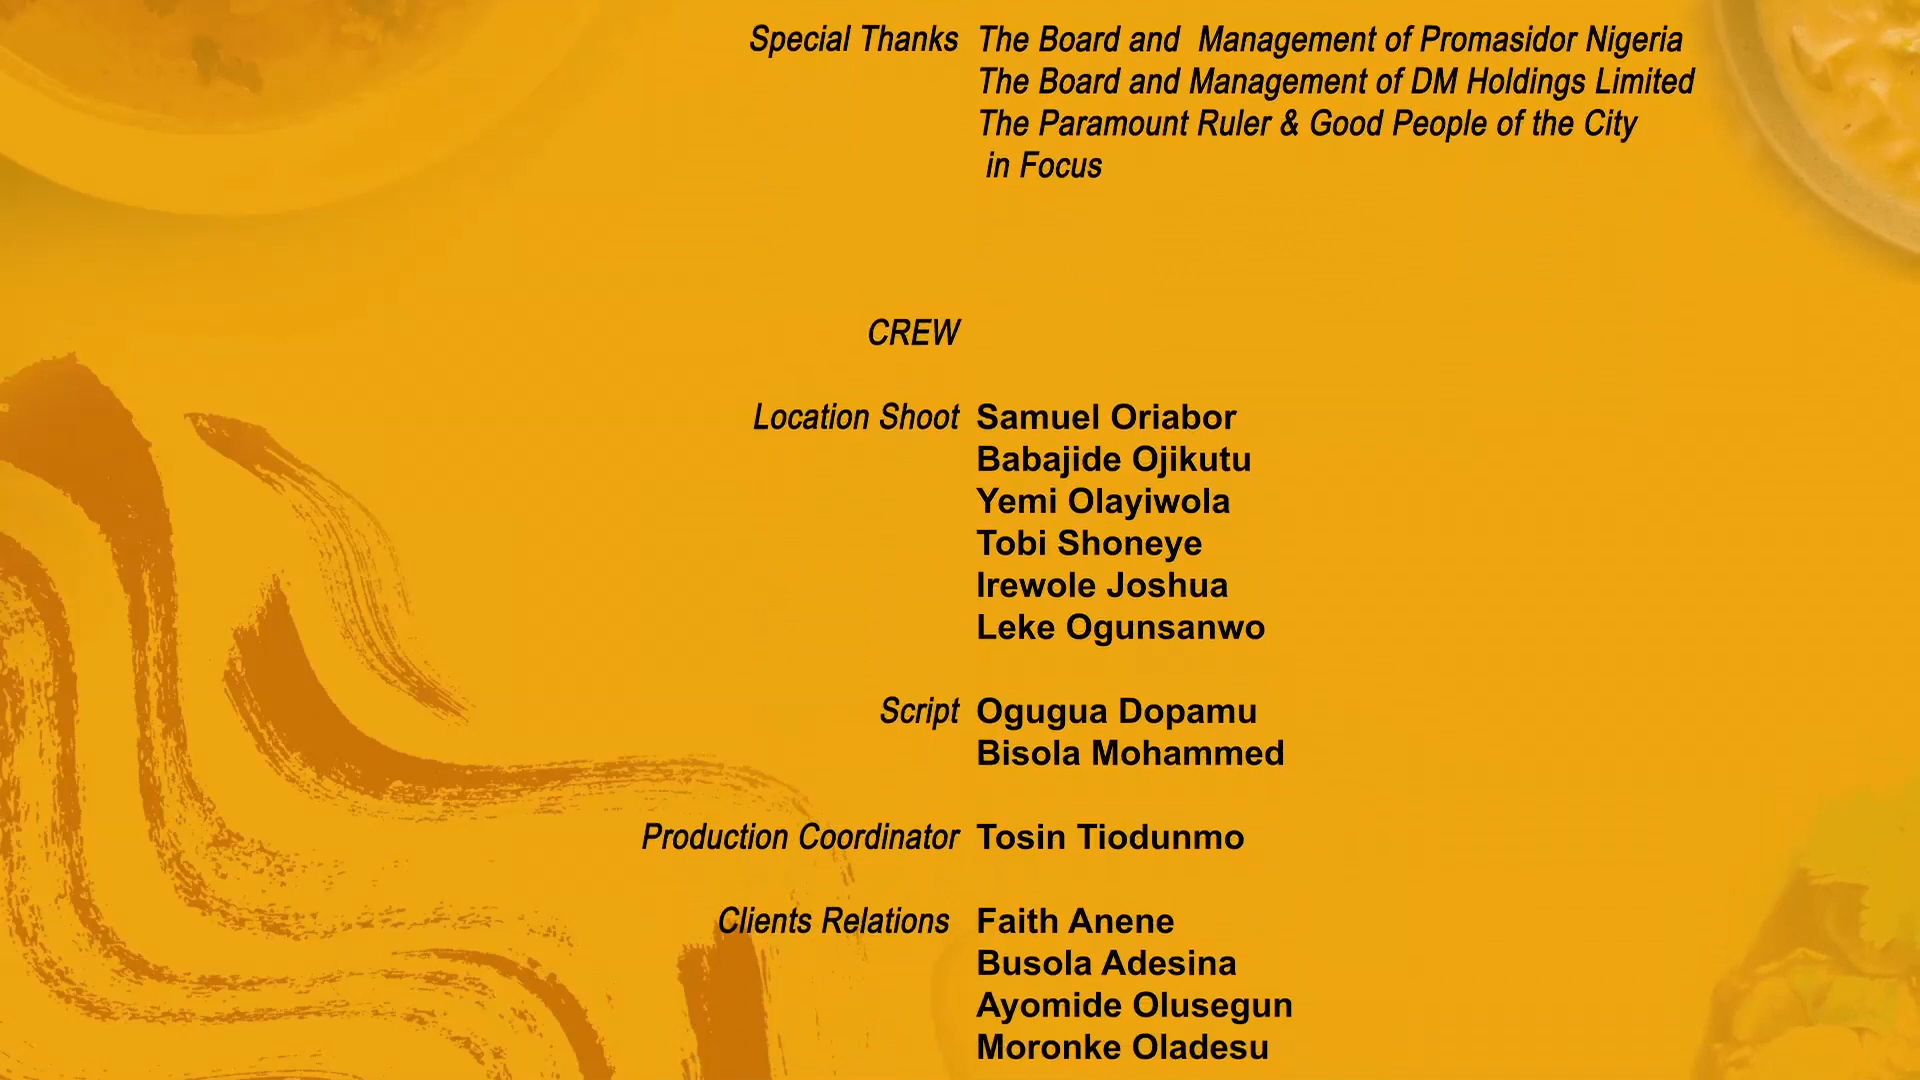 Special Thanks The Board and Management of Promasidor Nigeria
The Board and Management of DM Holdings Limited
The Paramount Ruler & Good People of the City
in Focus
CREW
Location Shoot Samuel Oriabor
Babajide Ojikutu
Yemi Olayiwola
Tobi Shoneye
Irewole Joshua
Leke Ogunsanwo
Script Ogugua Dopamu
Bisola Mohammed
Production Coordinator Tosin Tiodunmo
Clients Relations Faith Anene
Busola Adesina
Ayomide Olusegun
Moronke Oladesu